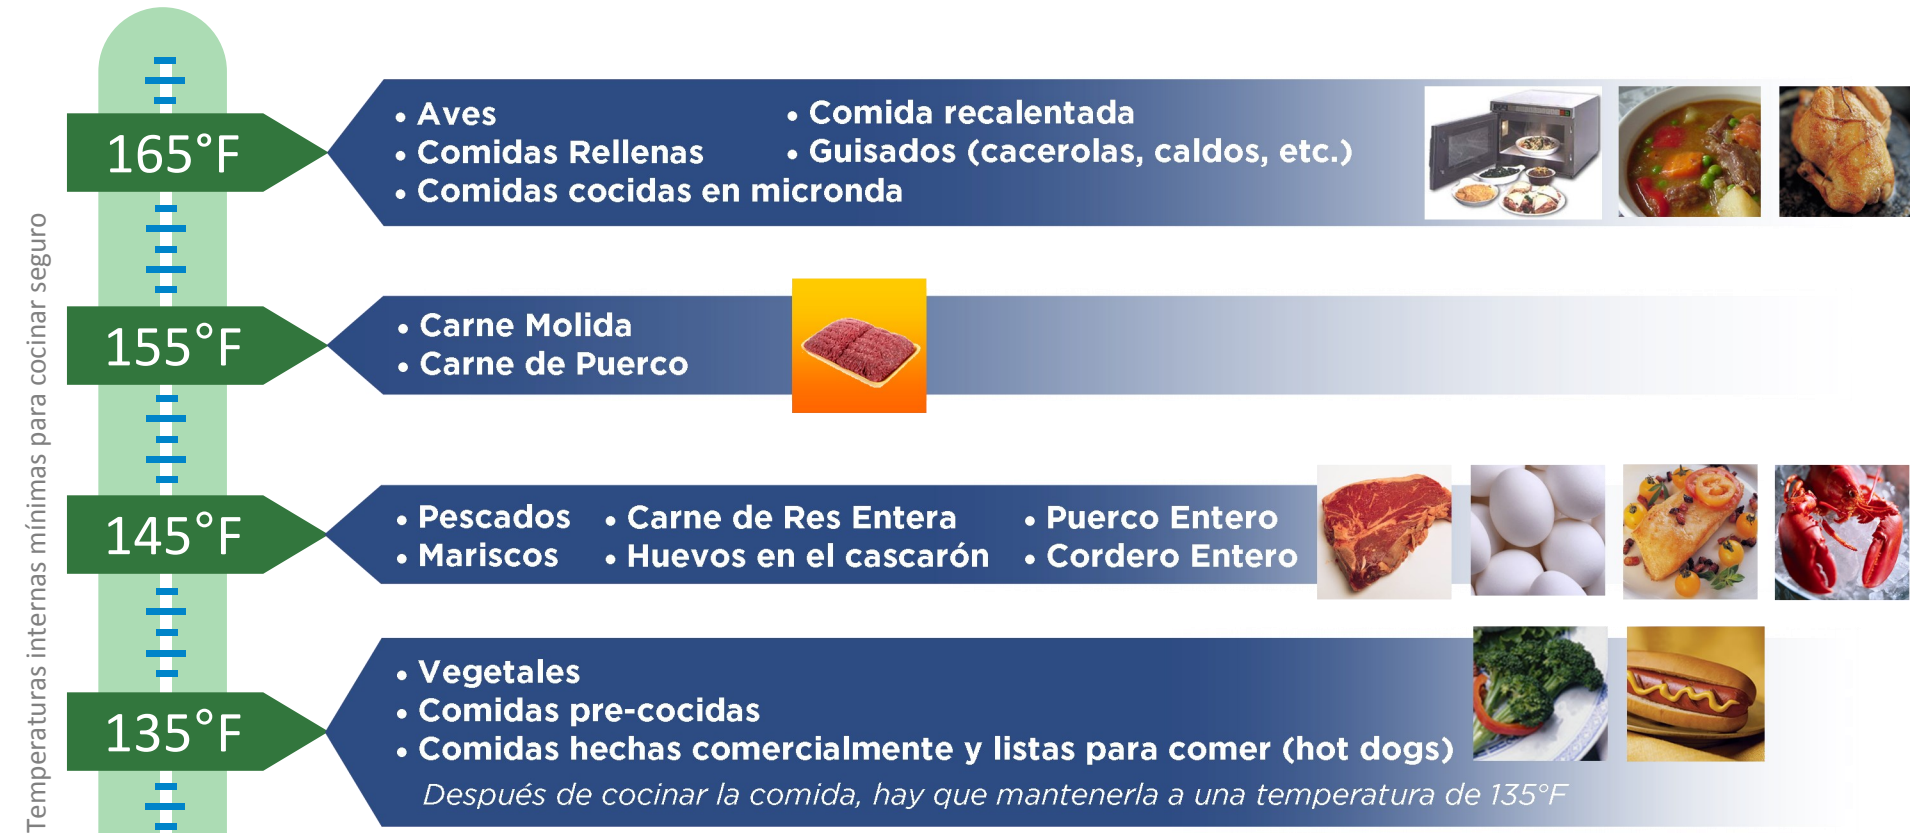 Temperaturas internas mínimas para cocinar seguro
165°F
• Aves
• Comidas Rellenas
• Comidas cocidas en micronda
• Comida recalentada
• Guisados (cacerolas, caldos, etc.)
155°F
• Carne Molida
• Carne de Puerco
145°F
• Pescados
• Mariscos
• Carne de Res Entera
• Huevos en el cascarón
• Puerco Entero
• Cordero Entero
135°F
• Vegetales
• Comidas pre-cocidas
• Comidas hechas comercialmente y listas para comer (hot dogs)
Después de cocinar la comida, hay que mantenerla a una temperatura de 135°F